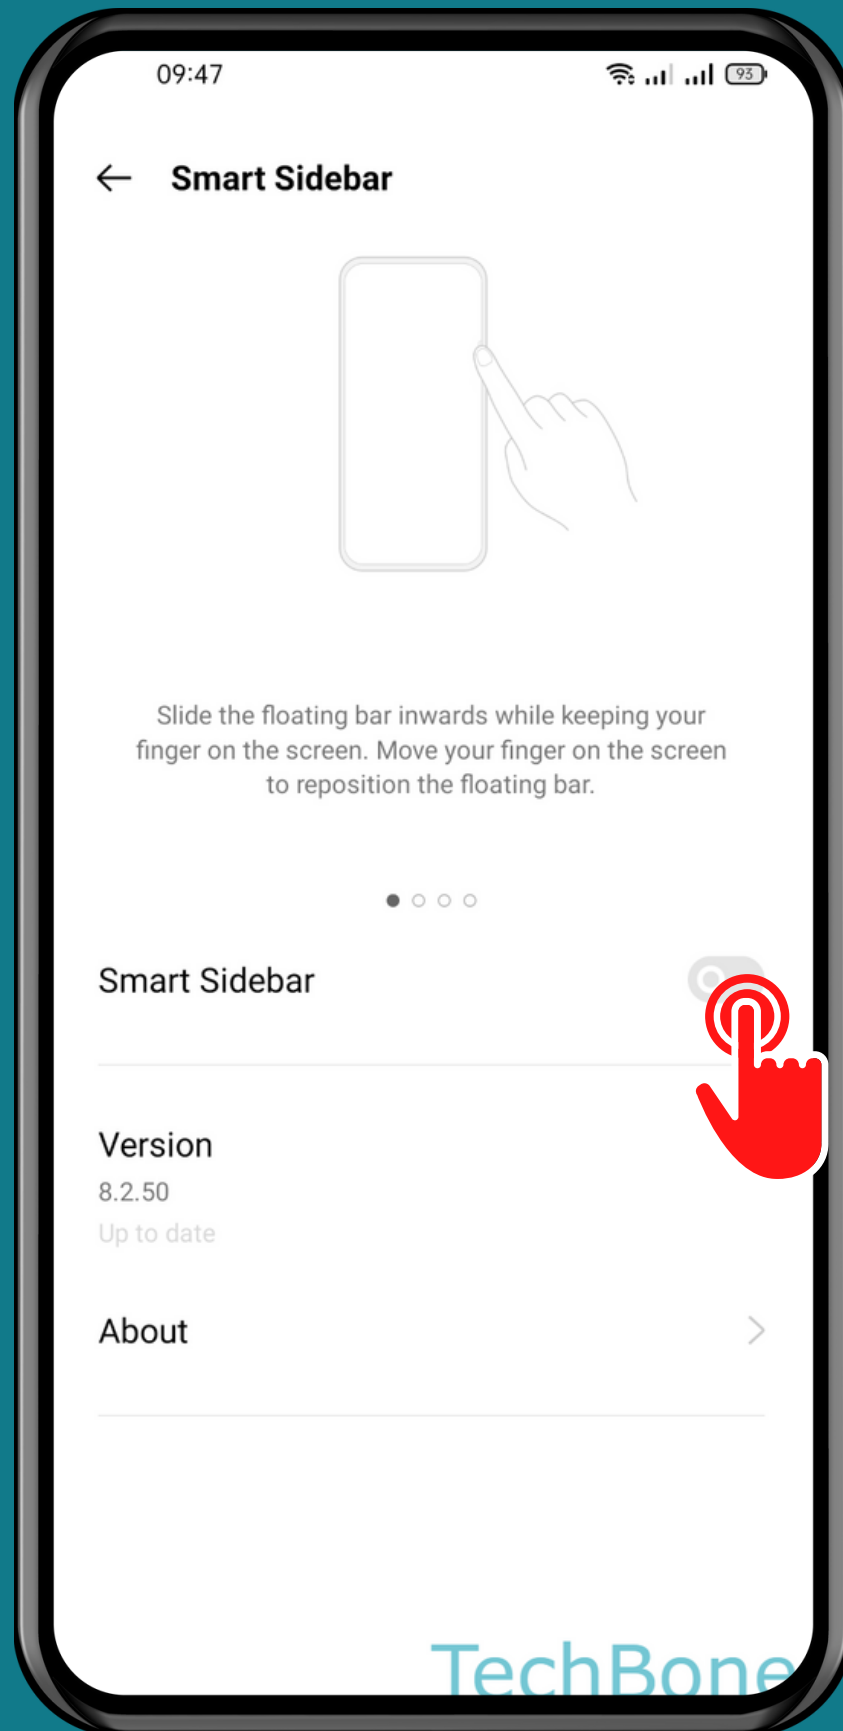 09:47
93
Smart Sidebar
Slide the floating bar inwards while keeping your
finger on the screen. Move your finger on the screen
to reposition the floating bar.
Smart Sidebar
Version
8.2.50
Up to date
About
TechBone